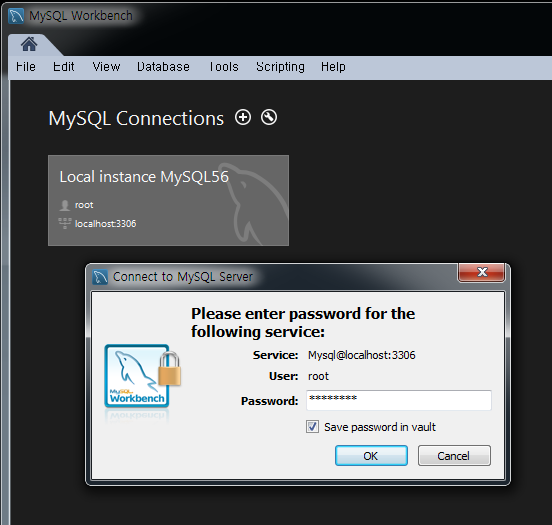 MySQL Workbench
File Edit View Database Tools Scripting Help
MySQL Connections
Local instance MySQL56
root
localhost:3306
Connect to MySQL Server
Please enter password for the
following service:
Service: Mysql@localhost:3306
User: root
Password: ********
MySQL
Workbench
Save password in vault
OK Cancel